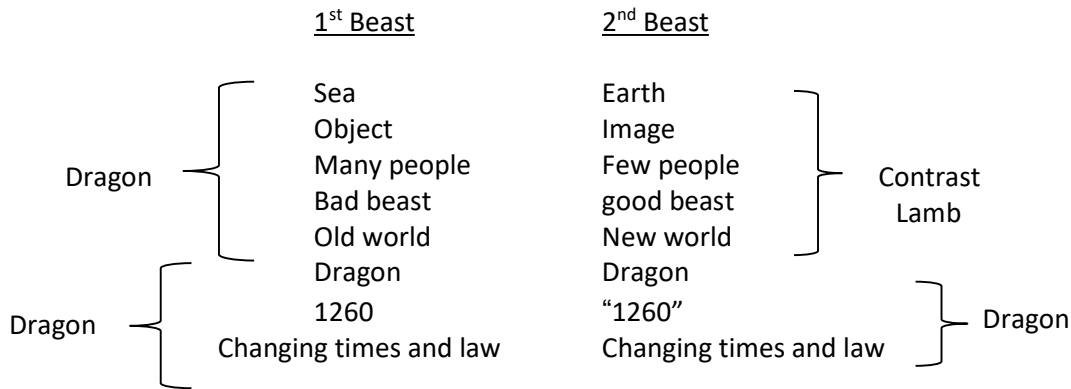 1st Beast 2nd Beast
Sea Earth
Object Image
Dragon Many people Few people Contrast
Bad beast good beast Lamb
Old world New world
Dragon Dragon
Dragon 1260 “1260” Dragon
Changing times and law Changing times and law